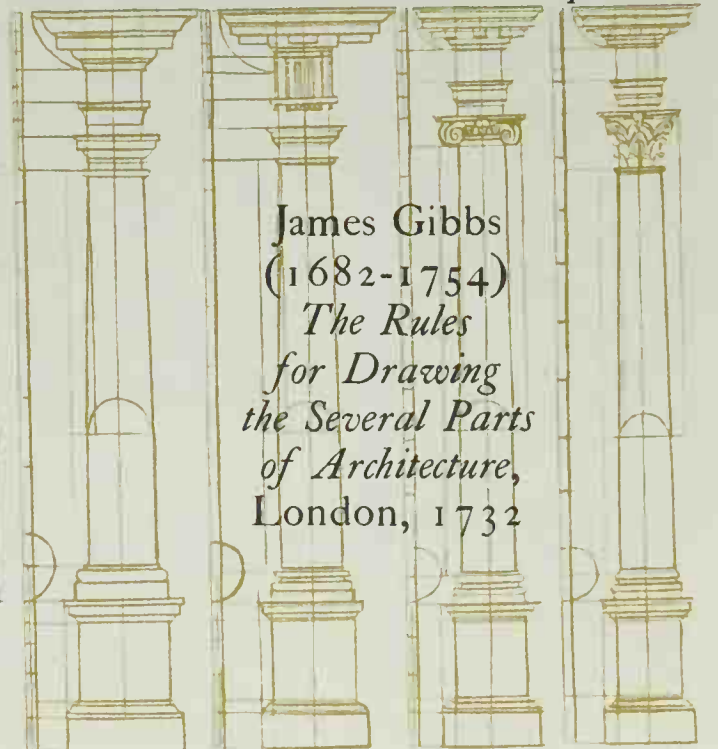 James Gibbs
(1682-1754)
The Rules
for Drawing
the Several Parts
of Architecture,
London, 1732